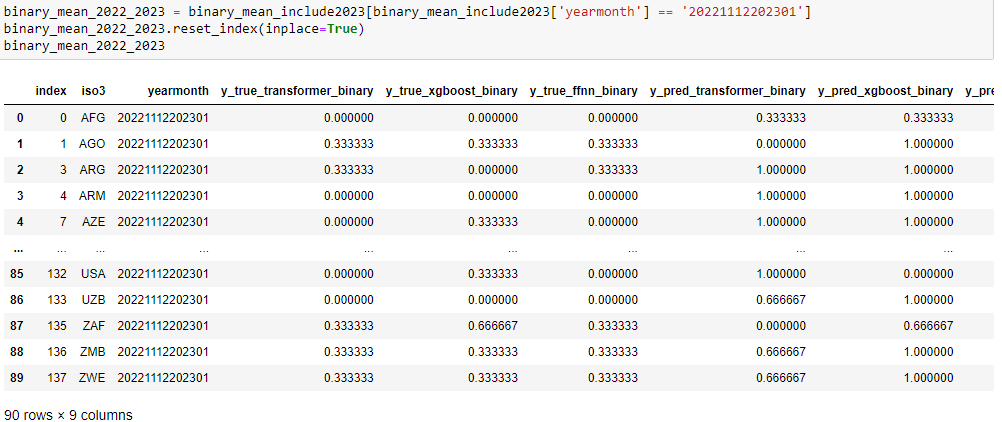 binary_mean_2022_2023 = binary_mean_include2023[binary_mean_include2023['yearmonth'] == '20221112202301']
binary_mean_2022_2023.reset_index(inplace=True)
binary_mean_2022_2023
index iso3 yearmonth y_true_transformer_binary y_true_xgboost_binary y_true_ffnn_binary y_pred_transformer_binary y_pred_xgboost_binary y_pre
0 0 AFG 20221112202301 0.000000 0.000000 0.000000 0.333333 0.333333
1 1 AGO 20221112202301 0.333333 0.333333 0.333333 0.000000 1.000000
2 3 ARG 20221112202301 0.333333 0.000000 0.333333 1.000000 1.000000
3 4 ARM 20221112202301 0.000000 0.000000 0.000000 1.000000 1.000000
4 7 AZE 20221112202301 0.000000 0.333333 0.000000 1.000000 1.000000
... ... ... ... ... ... ... ... ...
85 132 USA 20221112202301 0.000000 0.333333 0.000000 1.000000 0.000000
86 133 UZB 20221112202301 0.000000 0.000000 0.000000 0.666667 1.000000
87 135 ZAF 20221112202301 0.333333 0.666667 0.333333 0.000000 0.666667
88 136 ZMB 20221112202301 0.333333 0.333333 0.333333 0.666667 1.000000
89 137 ZWE 20221112202301 0.333333 0.333333 0.333333 0.666667 1.000000
90 rows × 9 columns